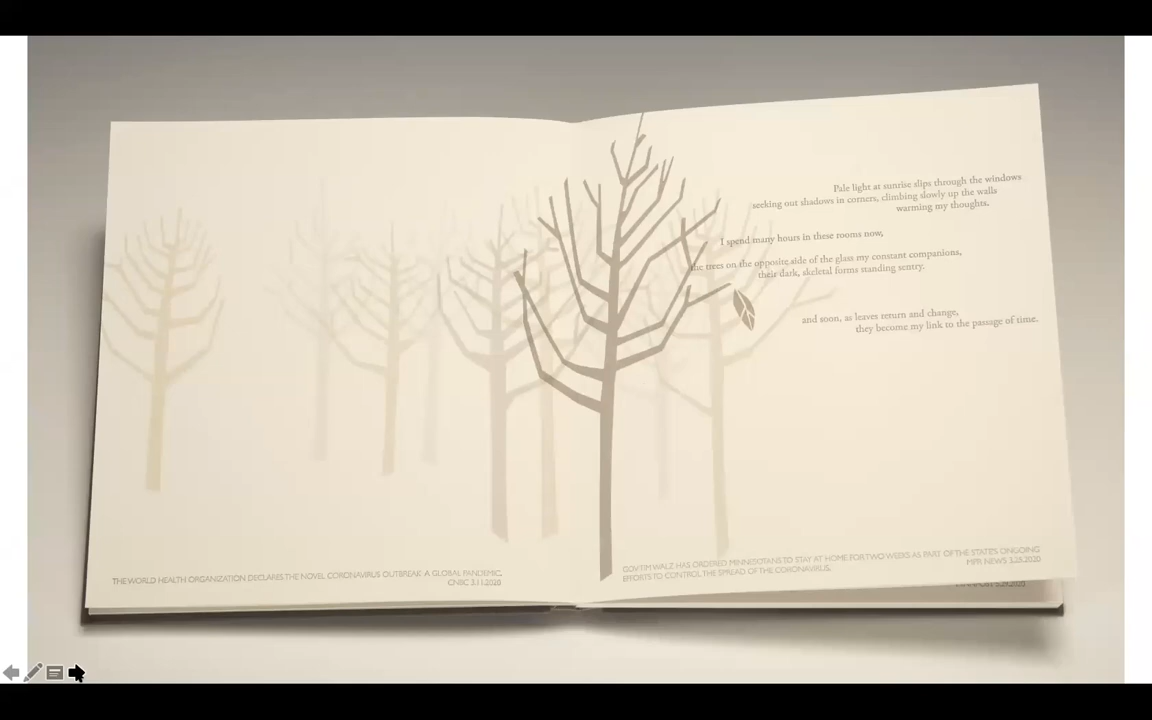 Pale light at sunrise slips through the windows
seeking out shadows in corners, climbing slowly up the walls
warming my thoughts.
I spend many hours in these rooms now,
the trees on the opposite side of the glass my constant companions,
their dark, skeletal forms standing sentry.
and soon, as leaves return and change,
they become my link to the passage of time.
THE WORLD HEALTH ORGANIZATION DECLARES THE NOVEL CORONAVIRUS OUTBREAK A GLOBAL PANDEMIC.
CNBC 3.11.2020
GOV. TIM WALZ HAS ORDERED MINNESOTANS TO STAY AT HOME FOR TWO WEEKS AS PART OF THE STATE'S ONGOING
EFFORTS TO CONTROL THE SPREAD OF THE CORONAVIRUS.
MPR NEWS 3.25.2020